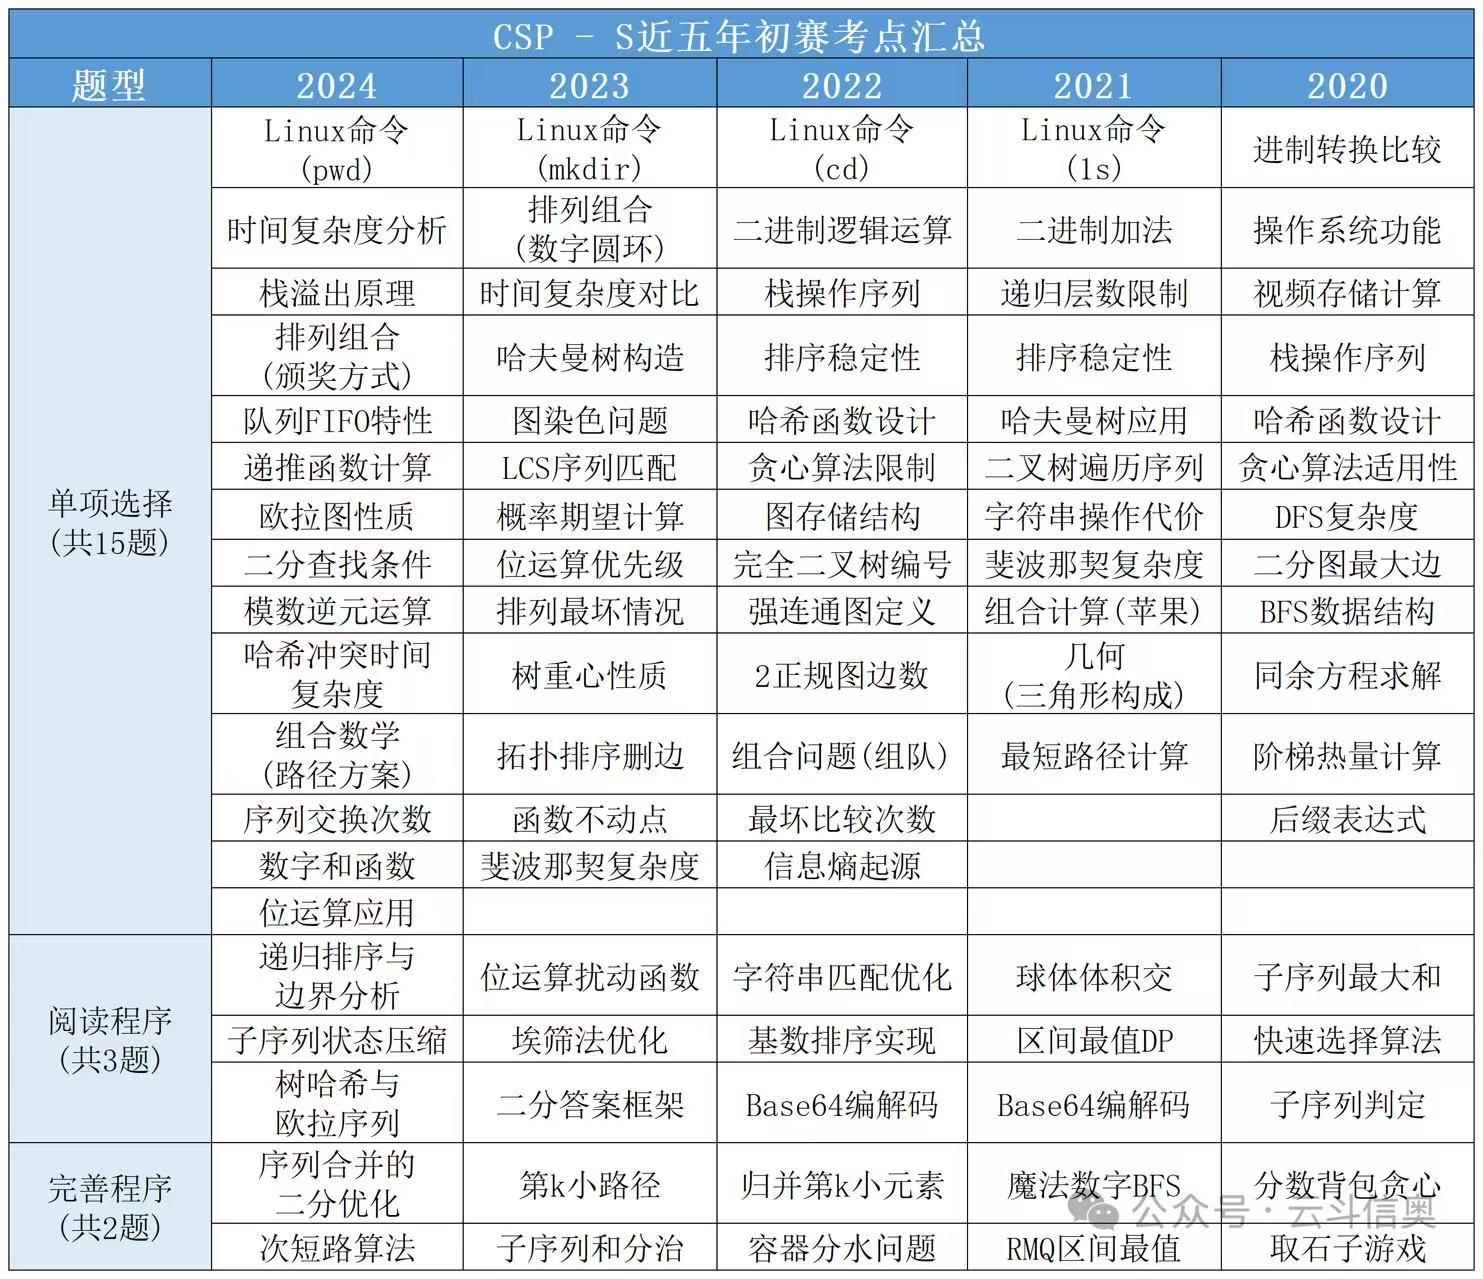 CSP - S近五年初赛考点汇总
题型 2024 2023 2022 2021 2020
单项选择
(共15题)
Linux命令
(pwd)
Linux命令
(mkdir)
Linux命令
(cd)
Linux命令
(1s)
进制转换比较
时间复杂度分析
排列组合
(数字圆环)
二进制逻辑运算
二进制加法
操作系统功能
栈溢出原理
时间复杂度对比
栈操作序列
递归层数限制
视频存储计算
排列组合
(颁奖方式)
哈夫曼树构造
排序稳定性
排序稳定性
栈操作序列
队列FIFO特性
图染色问题
哈希函数设计
哈夫曼树应用
哈希函数设计
递推函数计算
LCS序列匹配
贪心算法限制
二叉树遍历序列
贪心算法适用性
欧拉图性质
概率期望计算
图存储结构
字符串操作代价
DFS复杂度
二分查找条件
位运算优先级
完全二叉树编号
斐波那契复杂度
二分图最大边
模数逆元运算
排列最坏情况
强连通图定义
组合计算(苹果)
BFS数据结构
哈希冲突时间
复杂度
树重心性质
2正规图边数
几何
(三角形构成)
同余方程求解
组合数学
(路径方案)
拓扑排序删边
组合问题(组队)
最短路径计算
阶梯热量计算
序列交换次数
函数不动点
最坏比较次数
后缀表达式
数字和函数
斐波那契复杂度
信息熵起源
位运算应用
阅读程序
(共3题)
递归排序与
边界分析
位运算扰动函数
字符串匹配优化
球体体积交
子序列最大和
子序列状态压缩
埃筛法优化
基数排序实现
区间最值DP
快速选择算法
树哈希与
欧拉序列
二分答案框架
Base64编解码
Base64编解码
子序列判定
完善程序
(共2题)
序列合并的
二分优化
第k小路径
归并第k小元素
魔法数字BFS
分数背包贪心
次短路算法
子序列和分治
容器分水问题
RMQ区间最值
取石子游戏
公众号·云斗信奥